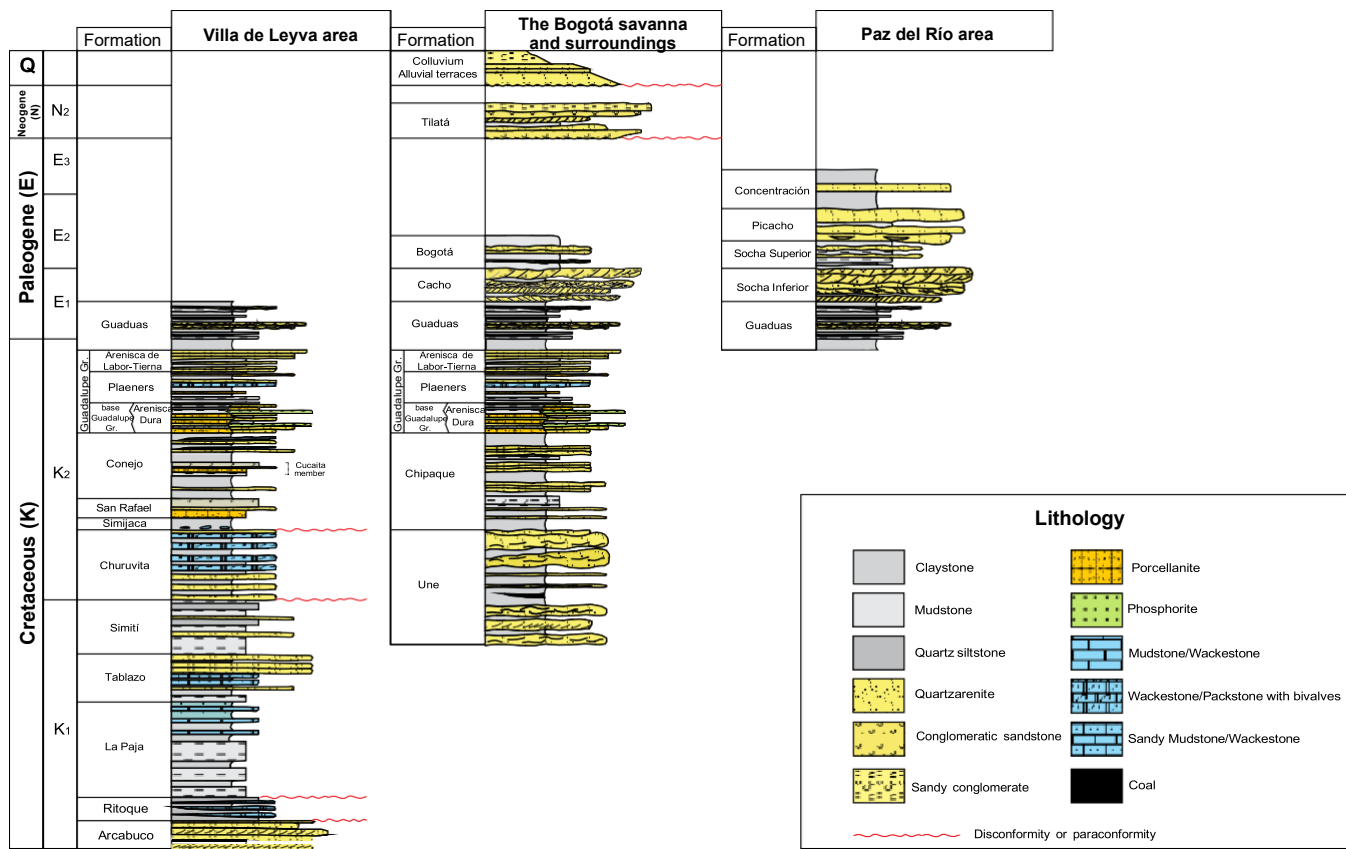 Formation
Villa de Leyva area
Formation
The Bogotá savanna
and surroundings
Formation
Paz del Río area
Q
Neogene
(N)
N2
Paleogene (E)
E3
E2
E1
Cretaceous (K)
K2
K1
Guaduas
Guadalupe Gr.
Arenisca de
Labor-Tierna
Plaeners
base
Guadalupe
Gr.
Arenisca
Dura
Conejo
Cucaita
member
San Rafael
Simijaca
Churuvita
Simití
Tablazo
La Paja
Ritoque
Arcabuco
Colluvium
Alluvial terraces
Tilatá
Bogotá
Cacho
Guaduas
Guadalupe Gr.
Arenisca de
Labor-Tierna
Plaeners
base
Guadalupe
Gr.
Arenisca
Dura
Chipaque
Une
Concentración
Picacho
Socha Superior
Socha Inferior
Guaduas
Lithology
Claystone
Mudstone
Quartz siltstone
Quartzarenite
Conglomeratic sandstone
Sandy conglomerate
Porcellanite
Phosphorite
Mudstone/Wackestone
Wackestone/Packstone with bivalves
Sandy Mudstone/Wackestone
Coal
Disconformity or paraconformity